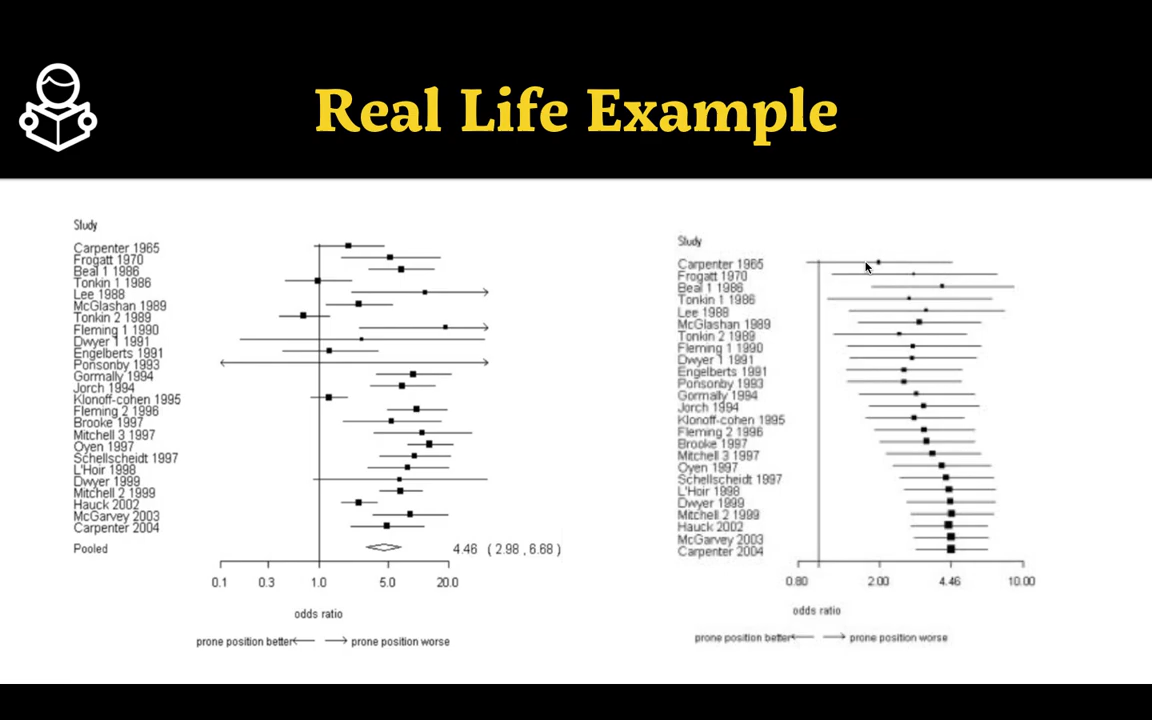 Real Life Example
Study
Carpenter 1965
Frogatt 1970
Beal 1 1986
Tonkin 1 1986
Lee 1988
McGlashan 1989
Tonkin 2 1989
Fleming 1 1990
Dwyer 1 1991
Engelberts 1991
Ponsonby 1993
Gormally 1994
Jorch 1994
Klonoff-cohen 1995
Fleming 2 1996
Brooke 1997
Mitchell 3 1997
Oyen 1997
Schellscheidt 1997
L'Hoir 1998
Dwyer 1999
Mitchell 2 1999
Hauck 2002
McGarvey 2003
Carpenter 2004
Pooled 4.46 ( 2.98 , 6.68 )
0.1 0.3 1.0 5.0 20.0
odds ratio
prone position better prone position worse
Study
Carpenter 1965
Frogatt 1970
Beal 1 1986
Tonkin 1 1986
Lee 1988
McGlashan 1989
Tonkin 2 1989
Fleming 1 1990
Dwyer 1 1991
Engelberts 1991
Ponsonby 1993
Gormally 1994
Jorch 1994
Klonoff-cohen 1995
Fleming 2 1996
Brooke 1997
Mitchell 3 1997
Oyen 1997
Schellscheidt 1997
L'Hoir 1998
Dwyer 1999
Mitchell 2 1999
Hauck 2002
McGarvey 2003
Carpenter 2004
0.80 2.00 4.46 10.00
odds ratio
prone position better prone position worse